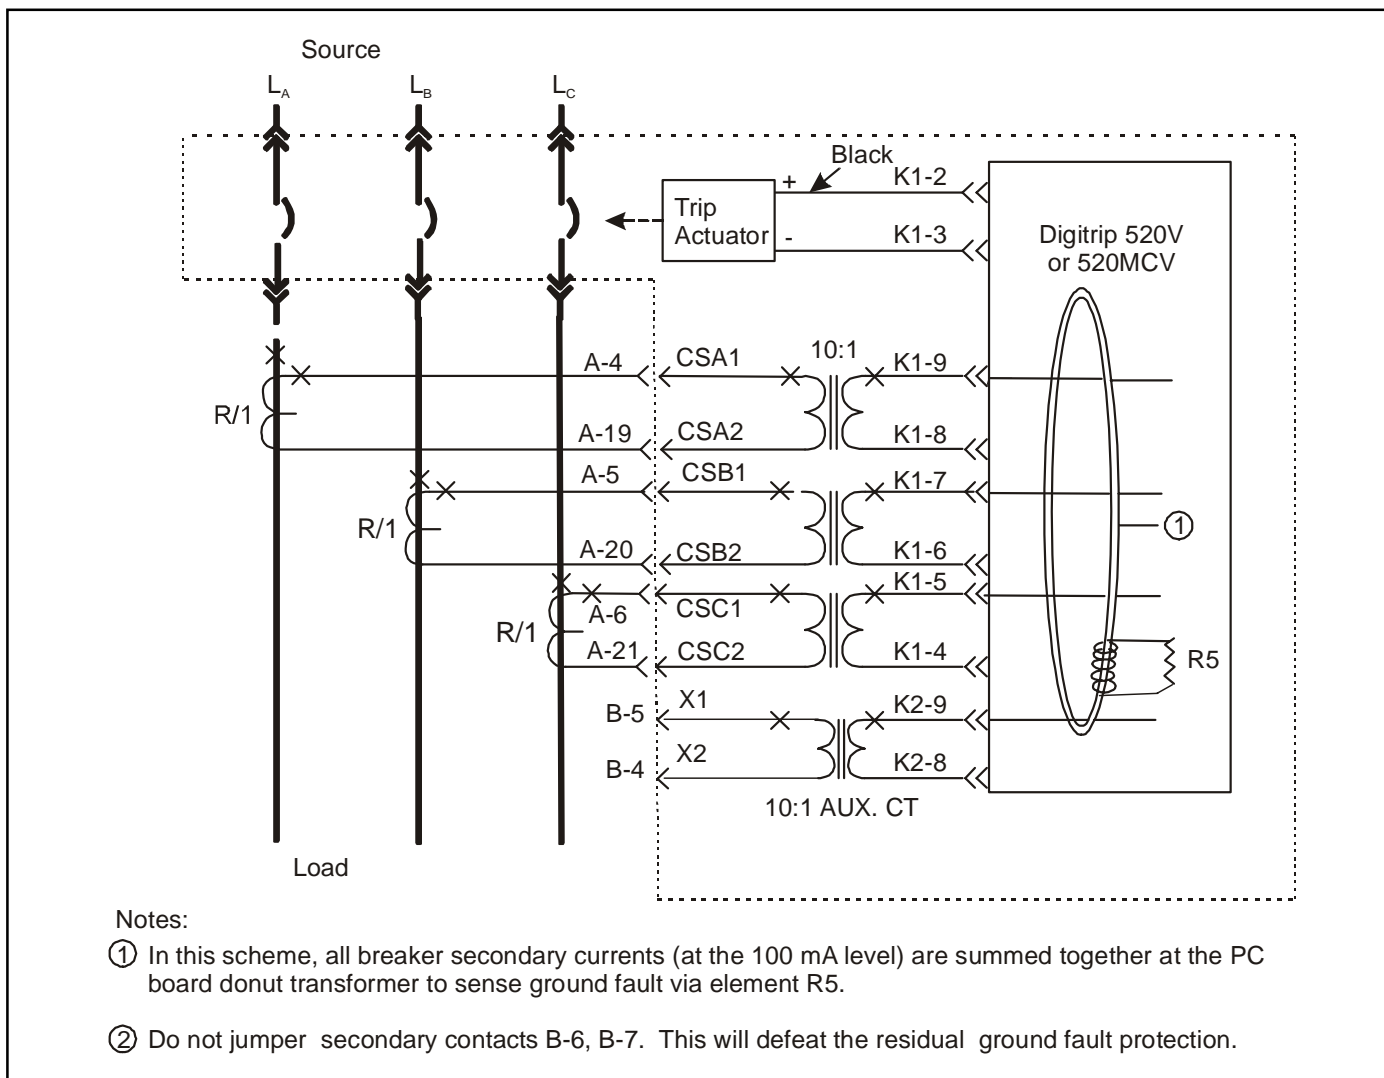 Source
L_A L_B L_C
Black
+ K1-2
Trip
Actuator
- K1-3
Digitrip 520V
or 520MCV
A-4 CSA1 10:1 K1-9
R/1
A-19 CSA2 K1-8
A-5 CSB1 K1-7
R/1 ①
A-20 CSB2 K1-6
K1-5
A-6 CSC1
R/1
A-21 CSC2 K1-4
R5
B-5 X1 K2-9
B-4 X2 K2-8
10:1 AUX. CT
Load
Notes:
① In this scheme, all breaker secondary currents (at the 100 mA level) are summed together at the PC
board donut transformer to sense ground fault via element R5.
② Do not jumper secondary contacts B-6, B-7. This will defeat the residual ground fault protection.